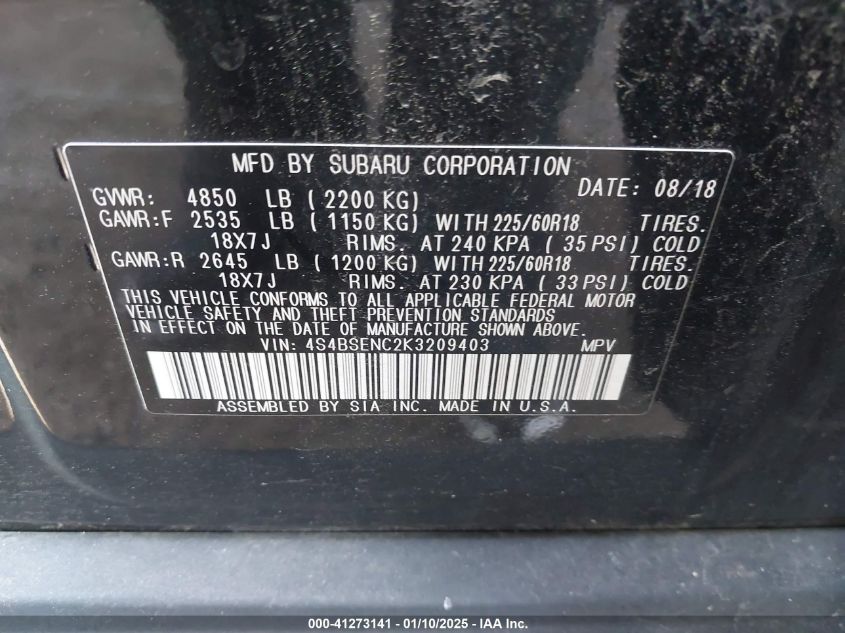 MFD BY SUBARU CORPORATION
DATE: 08/18
GVWR: 4850 LB ( 2200 KG)
GAWR:F 2535 LB ( 1150 KG) WITH 225/60R18 TIRES.
18X7J RIMS. AT 240 KPA ( 35 PSI) COLD
GAWR:R 2645 LB ( 1200 KG) WITH 225/60R18 TIRES.
18X7J RIMS. AT 230 KPA ( 33 PSI) COLD
THIS VEHICLE CONFORMS TO ALL APPLICABLE FEDERAL MOTOR
VEHICLE SAFETY AND THEFT PREVENTION STANDARDS
IN EFFECT ON THE DATE OF MANUFACTURE SHOWN ABOVE.
VIN: 4S4BSENC2K3209403 MPV
ASSEMBLED BY SIA INC. MADE IN U.S.A.
000-41273141 - 01/10/2025 - IAA Inc.